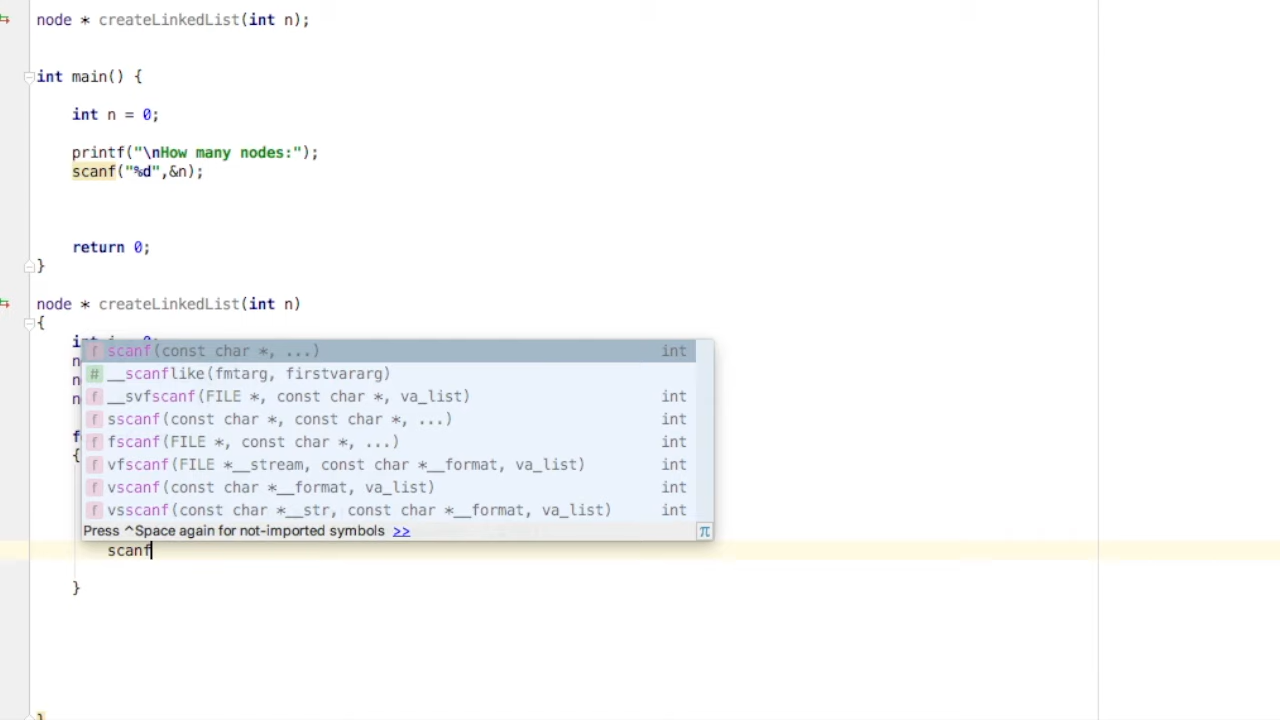 node * createLinkedList(int n);
int main() {
int n = 0;
printf("\nHow many nodes:");
scanf("%d",&n);
return 0;
}
node * createLinkedList(int n)
{
scanf(const char *, ...) int
# __scanflike(fmtarg, firstvararg)
f __svfscanf(FILE *, const char *, va_list) int
f sscanf(const char *, const char *, ...) int
f fscanf(FILE *, const char *, ...) int
f vfscanf(FILE *__stream, const char *__format, va_list) int
f vscanf(const char *__format, va_list) int
f vsscanf(const char *__str, const char *__format, va_list) int
Press ^Space again for not-imported symbols >> π
{
scanf
}
}